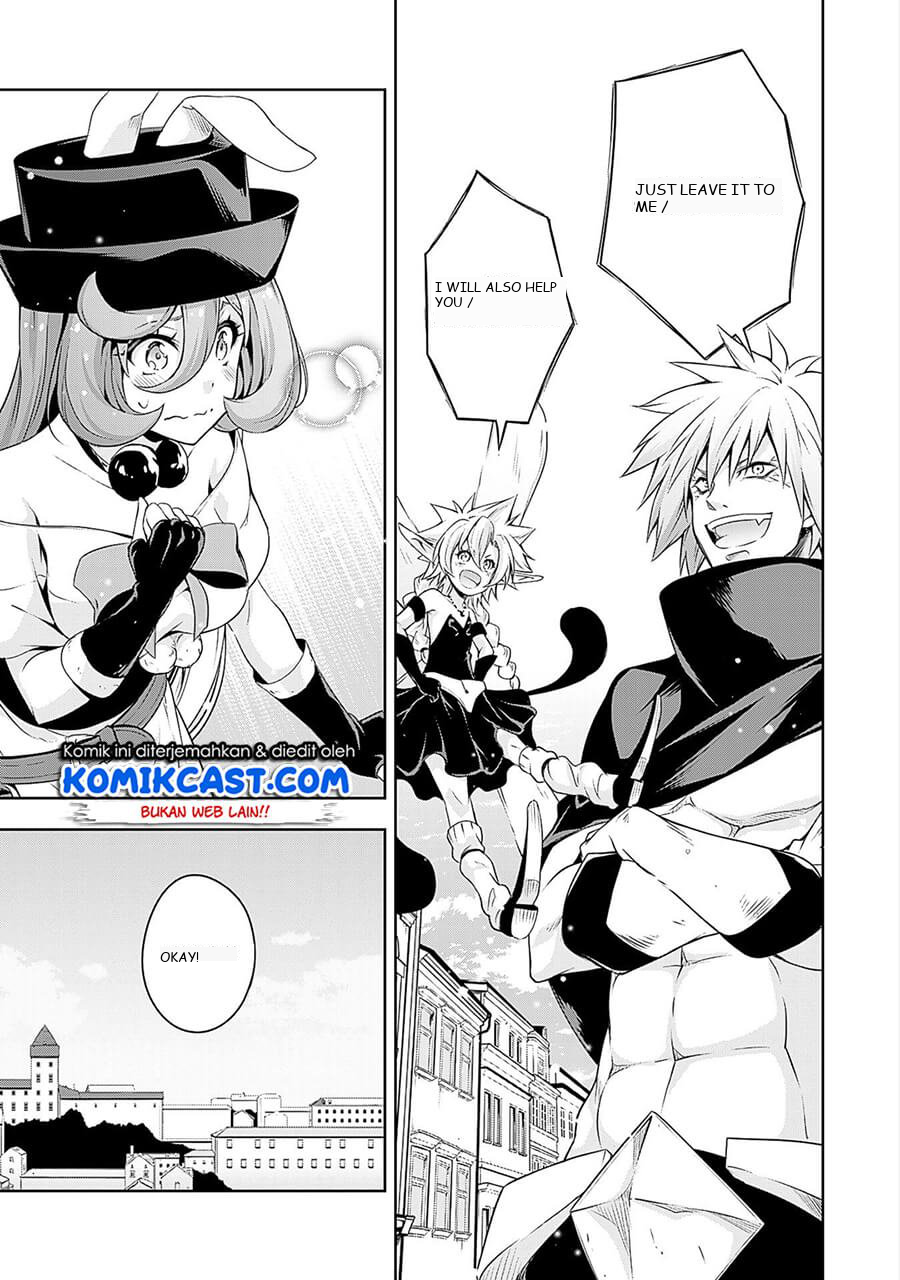 JUST LEAVE IT TO
ME /
I WILL ALSO HELP
YOU /
Komik ini diterjemahkan & diedit oleh
KOMIKCAST.COM
BUKAN WEB LAIN!!
OKAY!